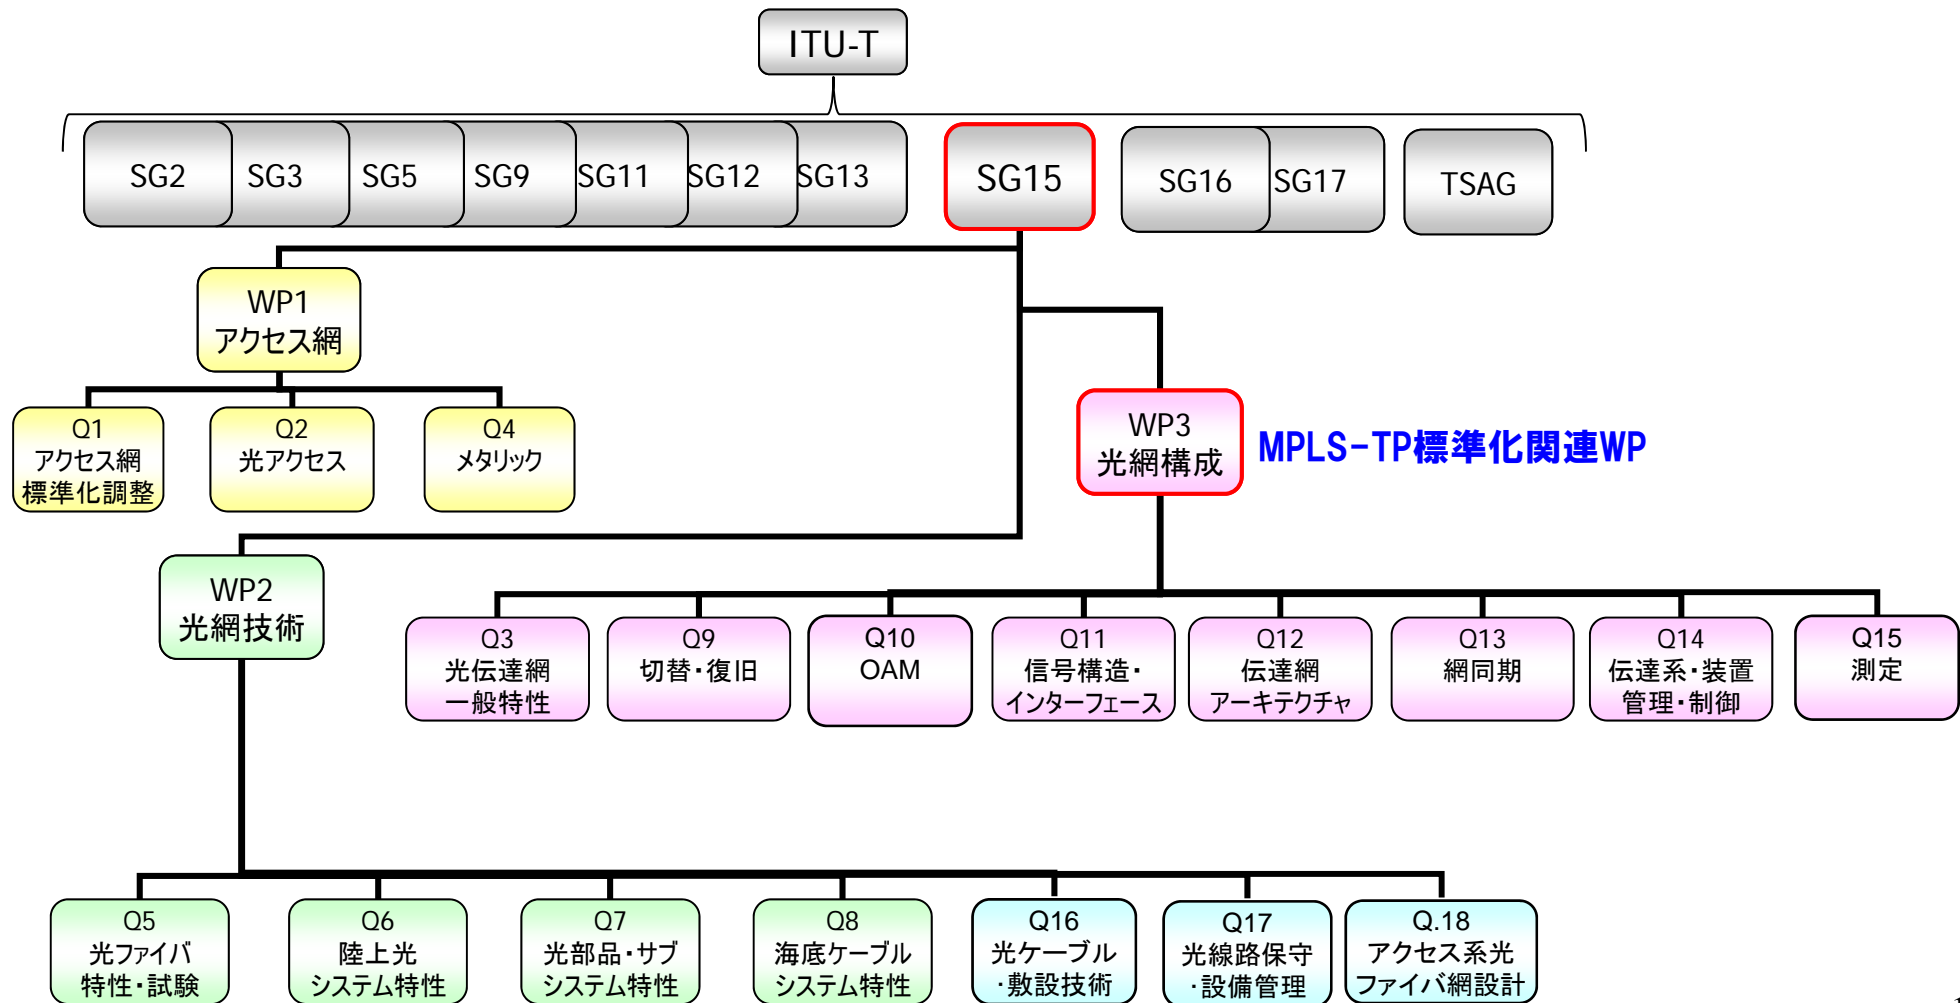 ITU-T
SG2
SG3
SG5
SG9
SG11
SG12
SG13
SG15
SG16
SG17
TSAG
WP1
アクセス網
Q1
アクセス網
標準化調整
Q2
光アクセス
Q4
メタリック
WP3
光網構成
MPLS-TP標準化関連WP
WP2
光網技術
Q3
光伝達網
一般特性
Q9
切替・復旧
Q10
OAM
Q11
信号構造・
インターフェース
Q12
伝達網
アーキテクチャ
Q13
網同期
Q14
伝達系・装置
管理・制御
Q15
測定
Q5
光ファイバ
特性・試験
Q6
陸上光
システム特性
Q7
光部品・サブ
システム特性
Q8
海底ケーブル
システム特性
Q16
光ケーブル
・敷設技術
Q17
光線路保守
・設備管理
Q.18
アクセス系光
ファイバ網設計